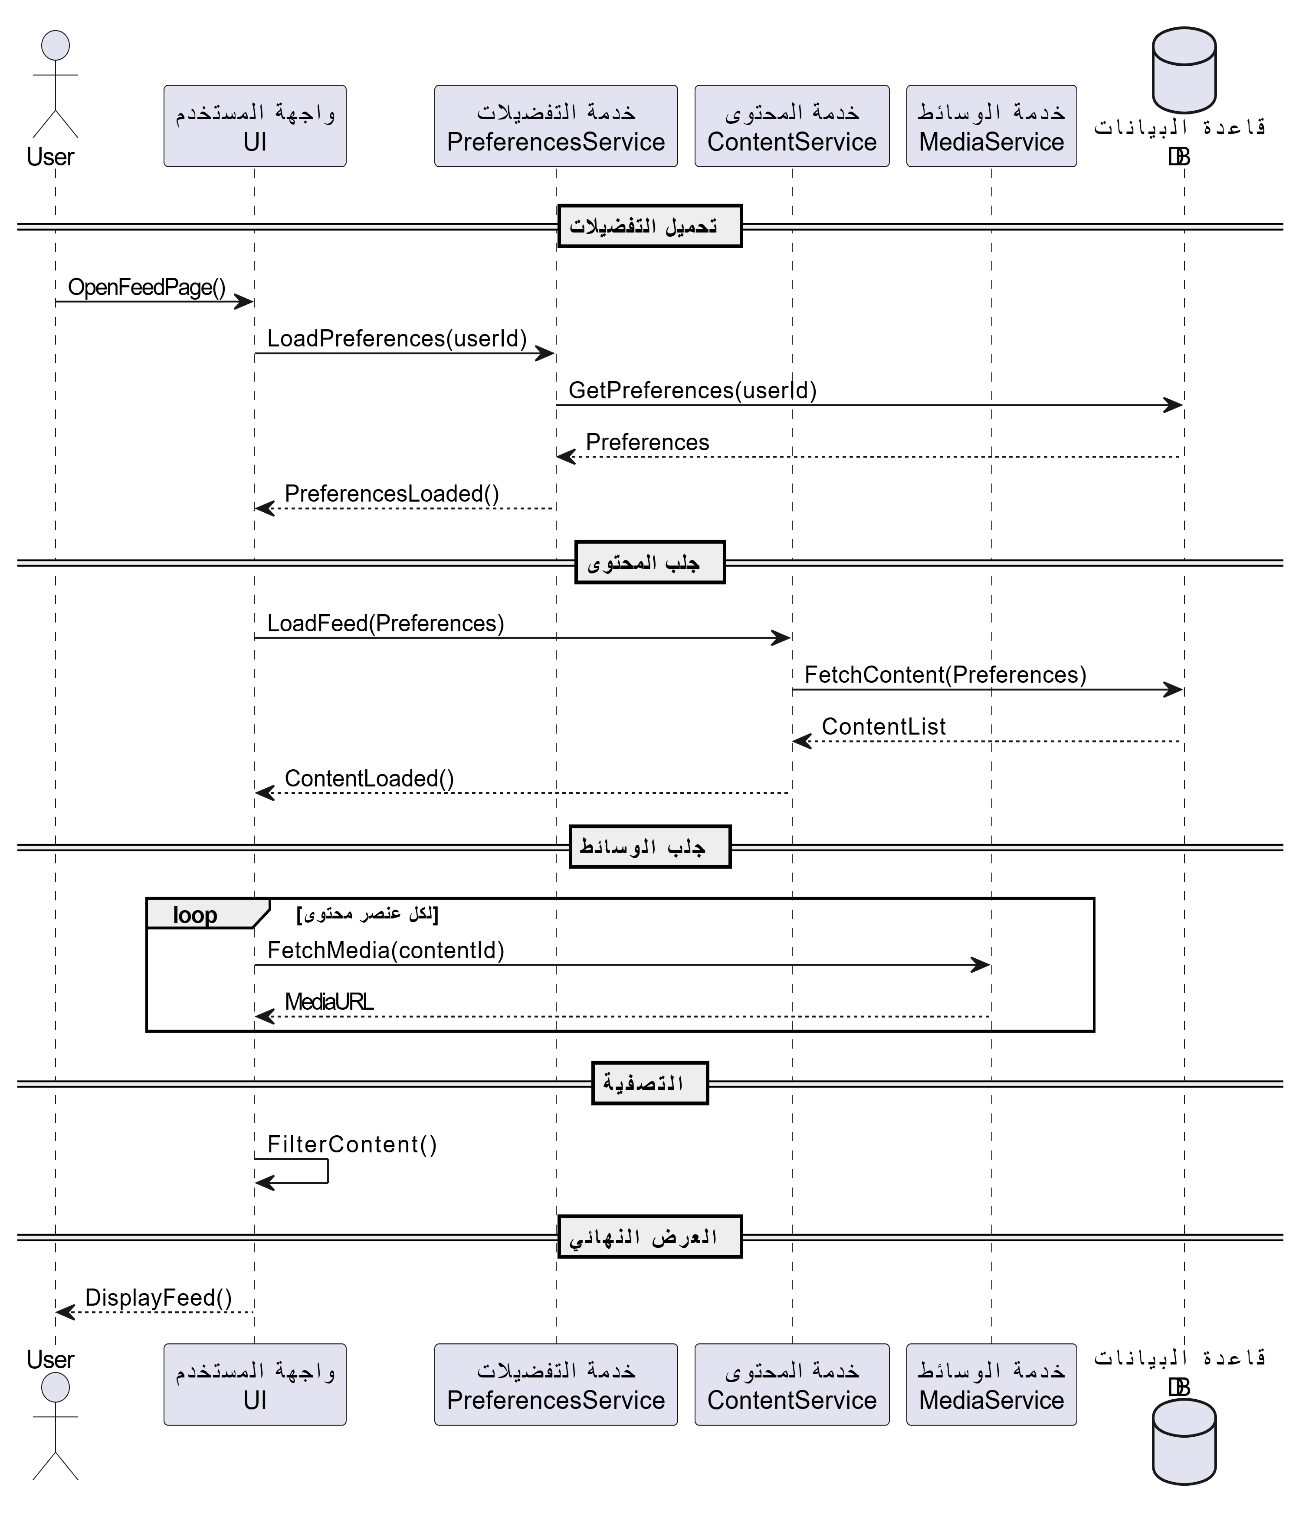 User
واجهة المستخدم
UI
خدمة التفضيلات
PreferencesService
خدمة المحتوى
ContentService
خدمة الوسائط
MediaService
قاعدة البيانات
DB
تحميل التفضيلات
OpenFeedPage()
LoadPreferences(userId)
GetPreferences(userId)
Preferences
PreferencesLoaded()
جلب المحتوى
LoadFeed(Preferences)
FetchContent(Preferences)
ContentList
ContentLoaded()
جلب الوسائط
loop [لكل عنصر محتوى]
FetchMedia(contentId)
MediaURL
التصفية
FilterContent()
العرض النهائي
DisplayFeed()
User
واجهة المستخدم
UI
خدمة التفضيلات
PreferencesService
خدمة المحتوى
ContentService
خدمة الوسائط
MediaService
قاعدة البيانات
DB